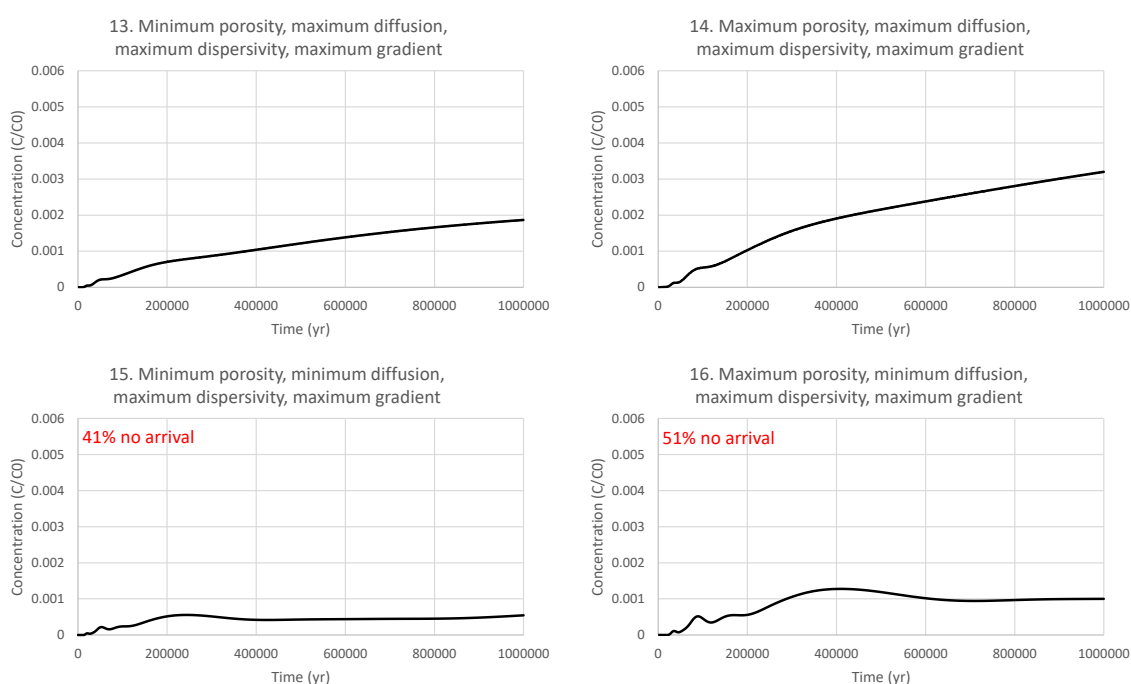 13. Minimum porosity, maximum diffusion,
maximum dispersivity, maximum gradient
0.006
0.005
0.004
0.003
0.002
0.001
0
Concentration (C/C0)
0
200000
400000
600000
800000
1000000
Time (yr)
14. Maximum porosity, maximum diffusion,
maximum dispersivity, maximum gradient
0.006
0.005
0.004
0.003
0.002
0.001
0
Concentration (C/C0)
0
200000
400000
600000
800000
1000000
Time (yr)
15. Minimum porosity, minimum diffusion,
maximum dispersivity, maximum gradient
41% no arrival
0.006
0.005
0.004
0.003
0.002
0.001
0
Concentration (C/C0)
0
200000
400000
600000
800000
1000000
Time (yr)
16. Maximum porosity, minimum diffusion,
maximum dispersivity, maximum gradient
51% no arrival
0.006
0.005
0.004
0.003
0.002
0.001
0
Concentration (C/C0)
0
200000
400000
600000
800000
1000000
Time (yr)